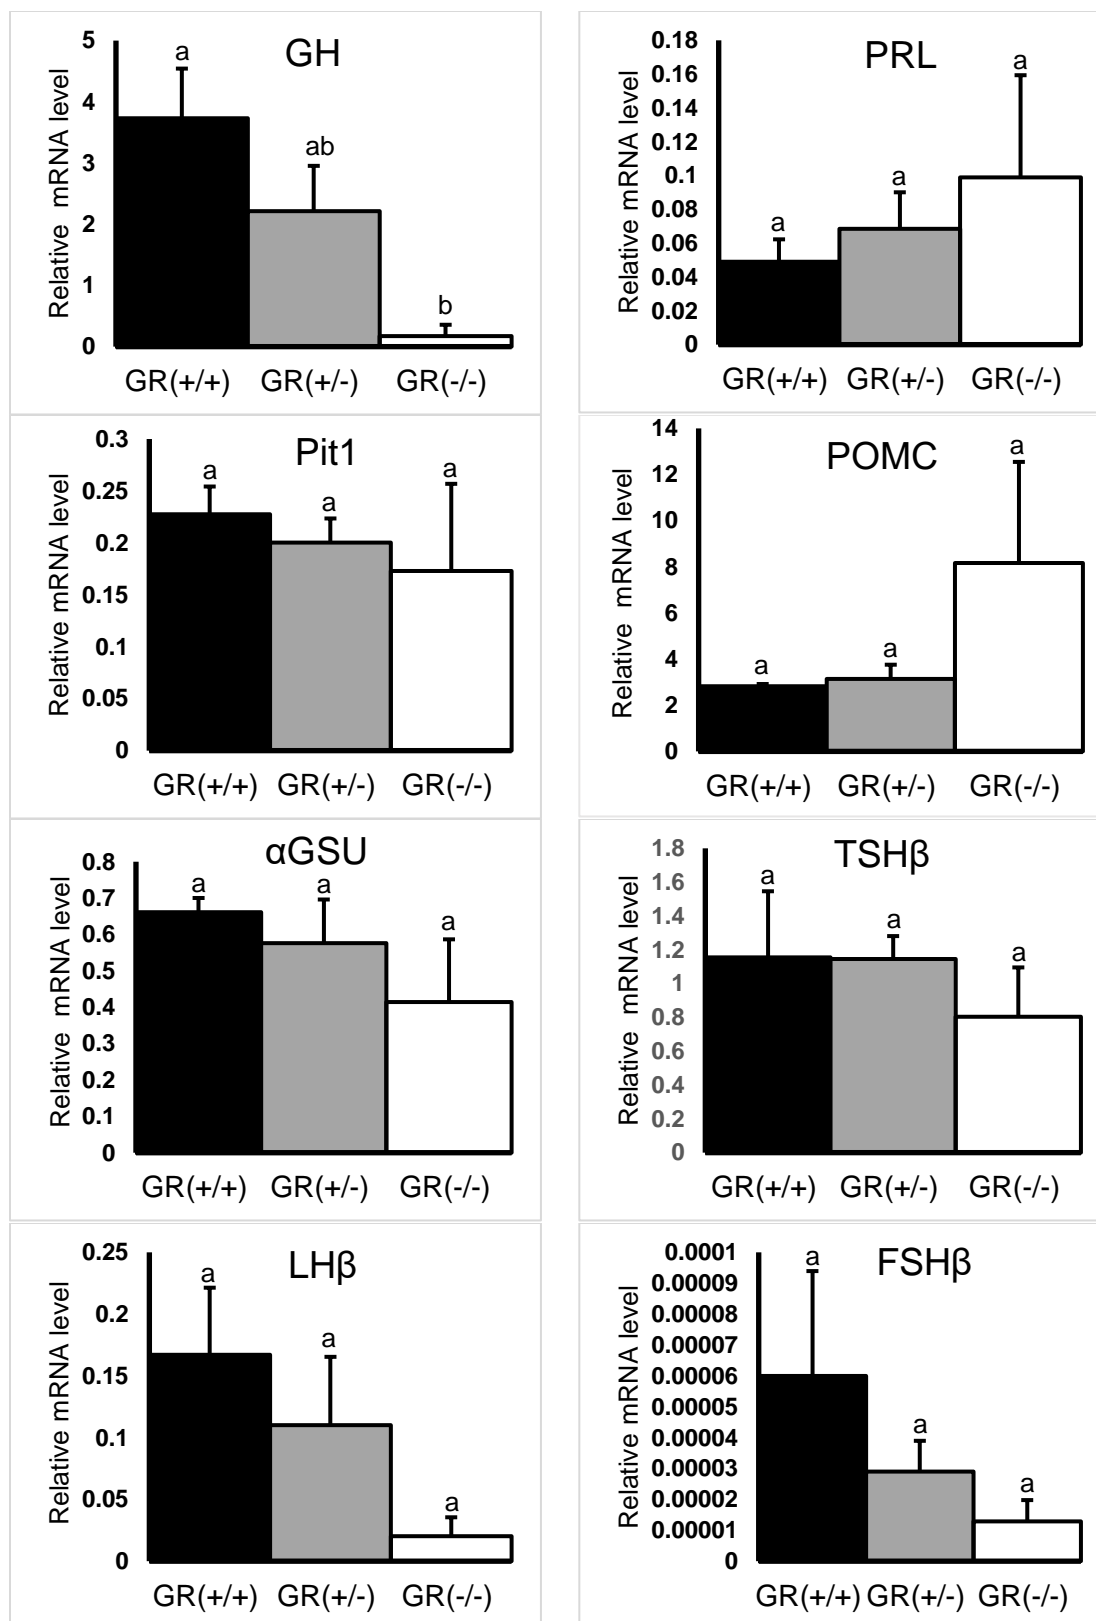 GH
Relative mRNA level
5
4
3
2
1
0
a
ab
b
GR(+/+)
GR(+/-)
GR(-/-)
PRL
Relative mRNA level
0.18
0.16
0.14
0.12
0.1
0.08
0.06
0.04
0.02
0
a
a
a
GR(+/+)
GR(+/-)
GR(-/-)
Pit1
Relative mRNA level
0.3
0.25
0.2
0.15
0.1
0.05
0
a
a
a
GR(+/+)
GR(+/-)
GR(-/-)
POMC
Relative mRNA level
14
12
10
8
6
4
2
0
a
a
a
GR(+/+)
GR(+/-)
GR(-/-)
αGSU
Relative mRNA level
0.8
0.7
0.6
0.5
0.4
0.3
0.2
0.1
0
a
a
a
GR(+/+)
GR(+/-)
GR(-/-)
TSHβ
Relative mRNA level
1.8
1.6
1.4
1.2
1
0.8
0.6
0.4
0.2
0
a
a
a
GR(+/+)
GR(+/-)
GR(-/-)
LHβ
Relative mRNA level
0.25
0.2
0.15
0.1
0.05
0
a
a
a
GR(+/+)
GR(+/-)
GR(-/-)
FSHβ
Relative mRNA level
0.0001
0.00009
0.00008
0.00007
0.00006
0.00005
0.00004
0.00003
0.00002
0.00001
0
a
a
a
GR(+/+)
GR(+/-)
GR(-/-)